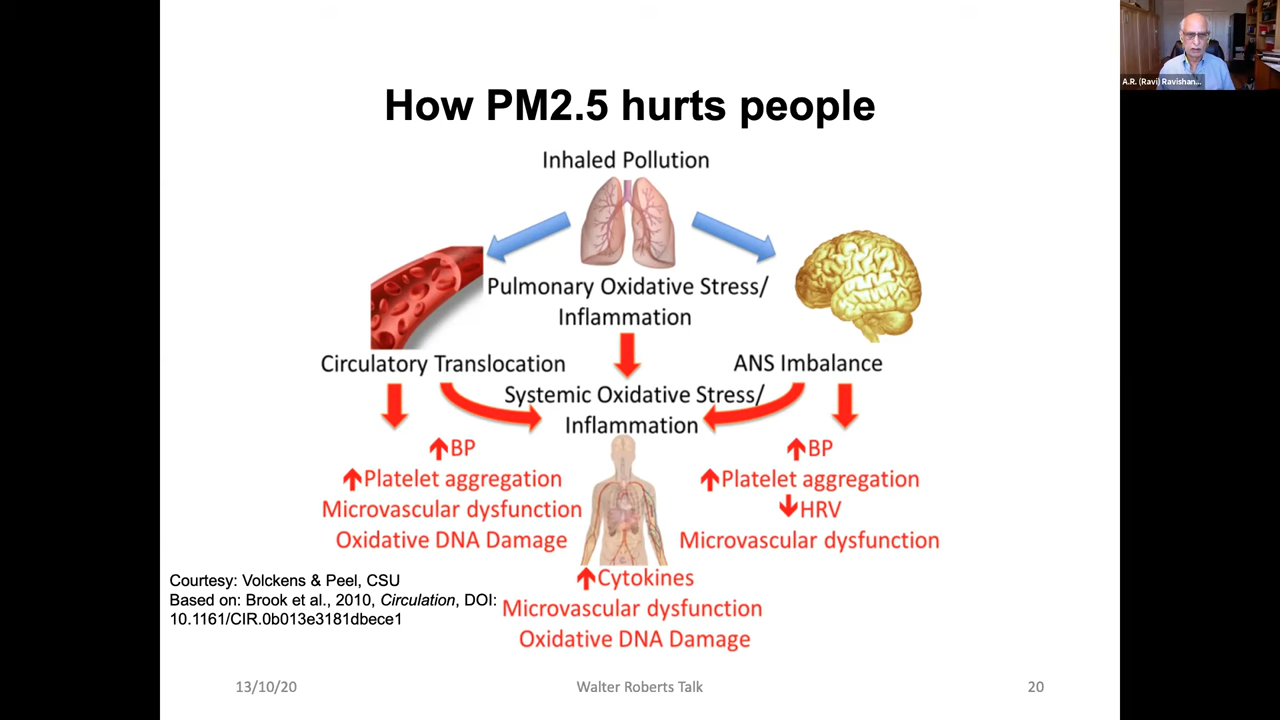 A.R. (Ravi) Ravishan...
How PM2.5 hurts people
Inhaled Pollution
Pulmonary Oxidative Stress/
Inflammation
Circulatory Translocation
ANS Imbalance
Systemic Oxidative Stress/
Inflammation
BP
Platelet aggregation
Microvascular dysfunction
Oxidative DNA Damage
BP
Platelet aggregation
HRV
Microvascular dysfunction
Cytokines
Microvascular dysfunction
Oxidative DNA Damage
Courtesy: Volckens & Peel, CSU
Based on: Brook et al., 2010, Circulation, DOI:
10.1161/CIR.0b013e3181dbece1
13/10/20
Walter Roberts Talk
20